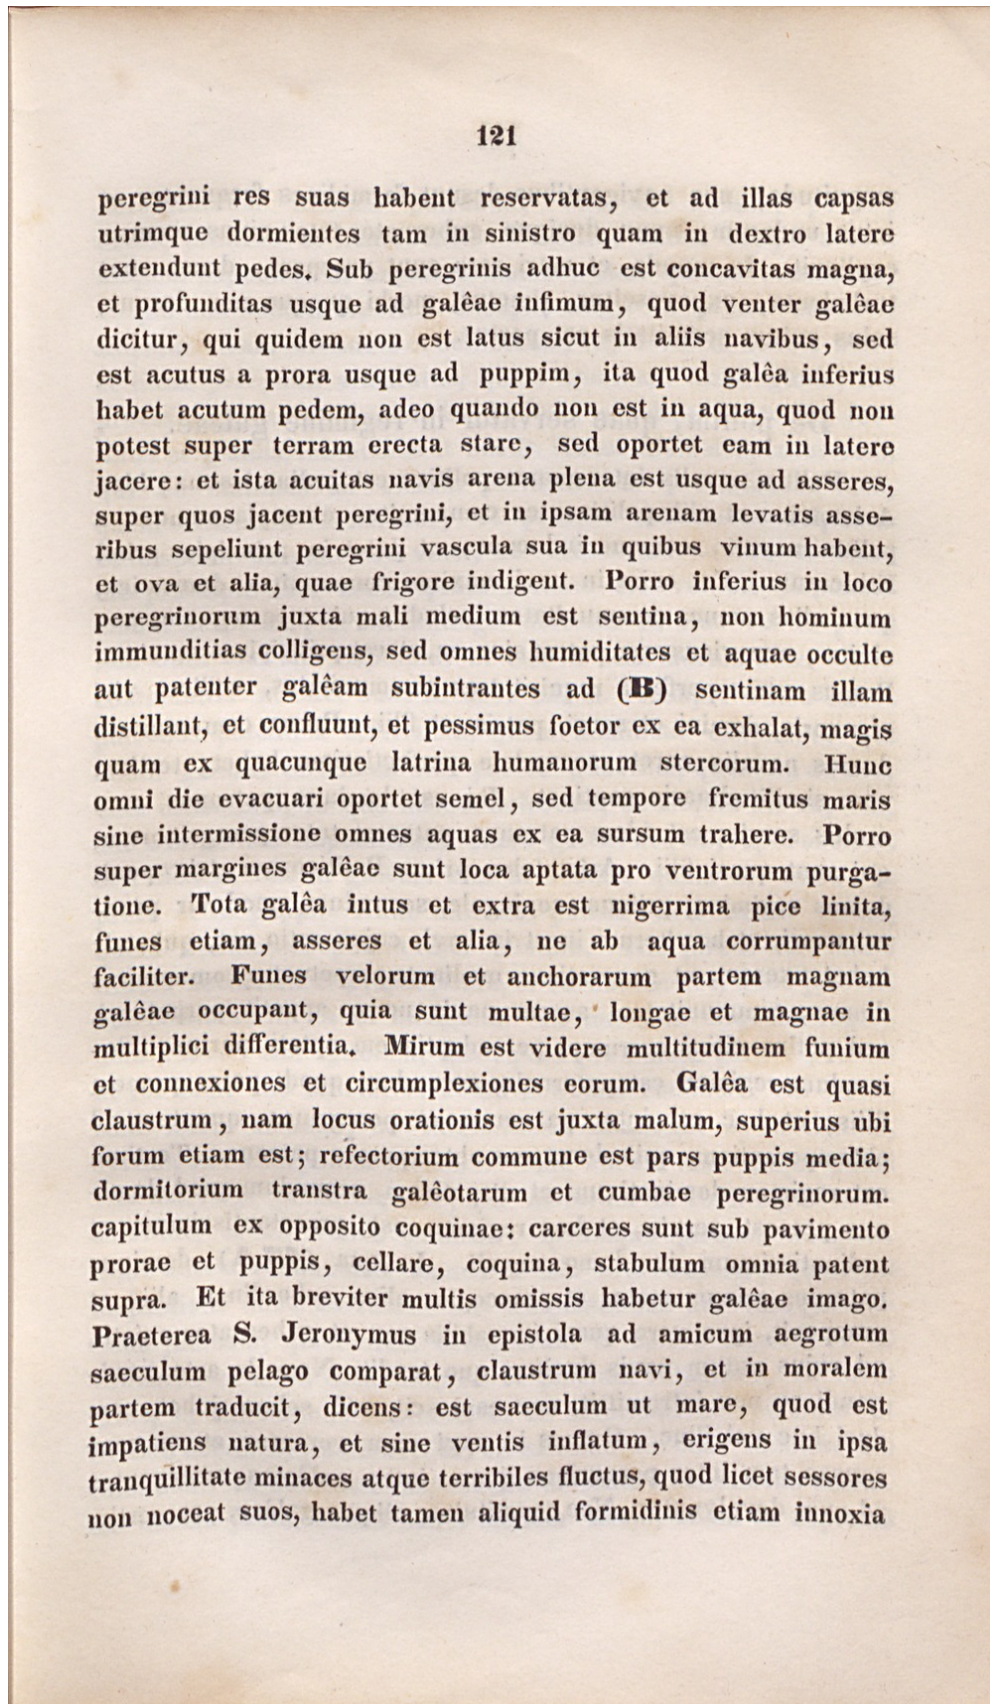 121
peregrini res suas habent reservatas, et ad illas capsas
utrimque dormientes tam in sinistro quam in dextro latere
extendunt pedes. Sub peregrinis adhuc est concavitas magna,
et profunditas usque ad galêae infimum, quod venter galêae
dicitur, qui quidem non est latus sicut in aliis navibus, sed
est acutus a prora usque ad puppim, ita quod galêa inferius
habet acutum pedem, adeo quando non est in aqua, quod non
potest super terram erecta stare, sed oportet eam in latere
jacere: et ista acuitas navis arena plena est usque ad asseres,
super quos jacent peregrini, et in ipsam arenam levatis asse-
ribus sepeliunt peregrini vascula sua in quibus vinum habent,
et ova et alia, quae frigore indigent. Porro inferius in loco
peregrinorum juxta mali medium est sentina, non hominum
immunditias colligens, sed omnes humiditates et aquae occulte
aut patenter galêam subintrantes ad (B) sentinam illam
distillant, et confluunt, et pessimus foetor ex ea exhalat, magis
quam ex quacunque latrina humanorum stercorum. Hunc
omni die evacuari oportet semel, sed tempore fremitus maris
sine intermissione omnes aquas ex ea sursum trahere. Porro
super margines galêae sunt loca aptata pro ventrorum purga-
tione. Tota galêa intus et extra est nigerrima pice linita,
funes etiam, asseres et alia, ne ab aqua corrumpantur
faciliter. Funes velorum et anchorarum partem magnam
galêae occupant, quia sunt multae, longae et magnae in
multiplici differentia. Mirum est videre multitudinem funium
et connexiones et circumplexiones eorum. Galêa est quasi
claustrum, nam locus orationis est juxta malum, superius ubi
forum etiam est; refectorium commune est pars puppis media;
dormitorium transtra galêotarum et cumbae peregrinorum.
capitulum ex opposito coquinae: carceres sunt sub pavimento
prorae et puppis, cellare, coquina, stabulum omnia patent
supra. Et ita breviter multis omissis habetur galêae imago.
Praeterea S. Jeronymus in epistola ad amicum aegrotum
saeculum pelago comparat, claustrum navi, et in moralem
partem traducit, dicens: est saeculum ut mare, quod est
impatiens natura, et sine ventis inflatum, erigens in ipsa
tranquillitate minaces atque terribiles fluctus, quod licet sessores
non noceat suos, habet tamen aliquid formidinis etiam innoxia